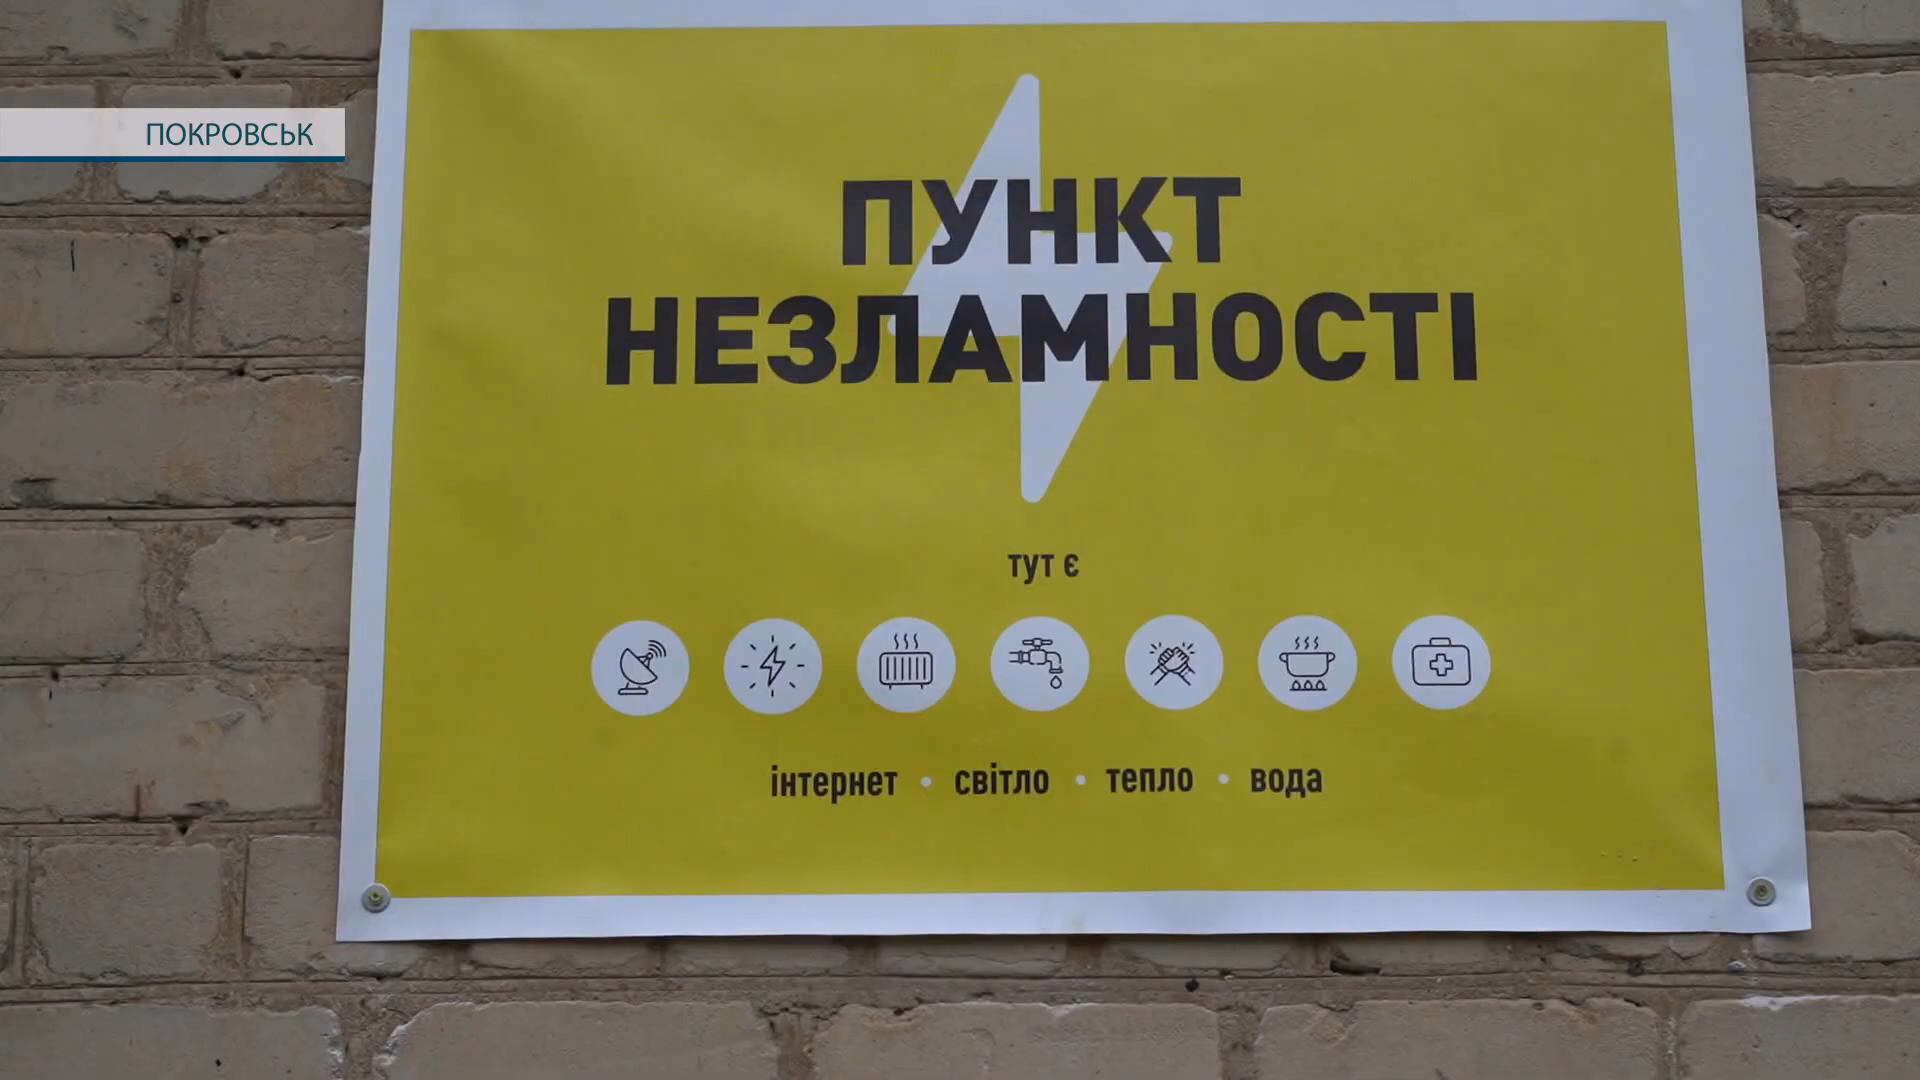 ПОКРОВСЬК
ПУНКТ
НЕЗЛАМНОСТІ
тут є
інтернет • світло • тепло • вода